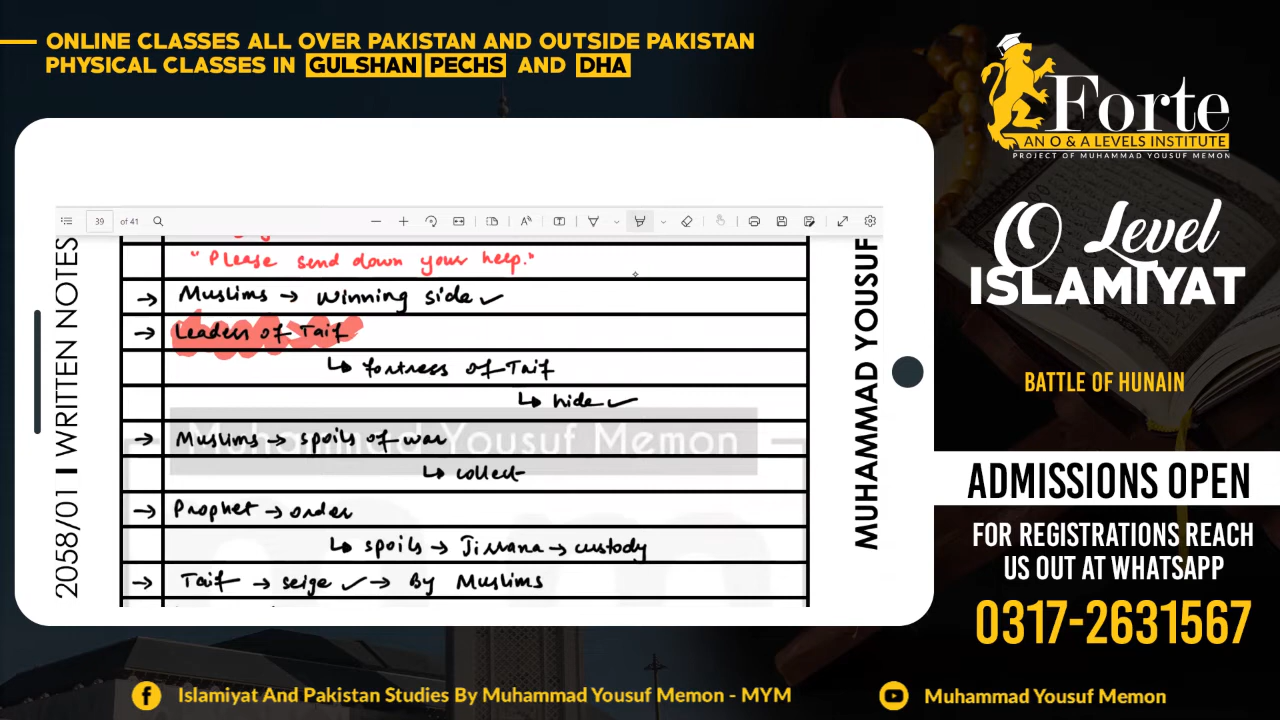 ONLINE CLASSES ALL OVER PAKISTAN AND OUTSIDE PAKISTAN
PHYSICAL CLASSES IN GULSHAN PECHS AND DHA
Forte
AN O & A LEVELS INSTITUTE
PROJECT OF MUHAMMAD YOUSUF MEMON
O Level
ISLAMIYAT
BATTLE OF HUNAIN
ADMISSIONS OPEN
FOR REGISTRATIONS REACH
US OUT AT WHATSAPP
0317-2631567
39 of 41
2058/01 I WRITTEN NOTES
MUHAMMAD YOUSUF
"Please send down your help."
→ Muslims → winning side ✓
→ Leaders of Taif
↳ fortress of Taif
↳ hide ✓
→ Muslims → spoils of war
Muhammad Yousuf Memon
↳ collect
→ Prophet → order
↳ spoils → Jirrana → custody
→ Taif → seige ✓ → By Muslims
Islamiyat And Pakistan Studies By Muhammad Yousuf Memon - MYM
Muhammad Yousuf Memon